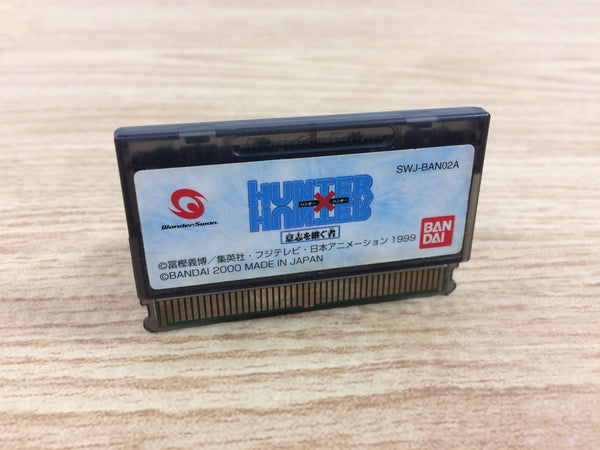 SWJ-BAN02A
WonderSwan
HUNTER
ハンター×ハンター
HUNTER
意志を継ぐ者
BAN
DAI
©冨樫義博／集英社・フジテレビ・日本アニメーション 1999
©BANDAI 2000 MADE IN JAPAN